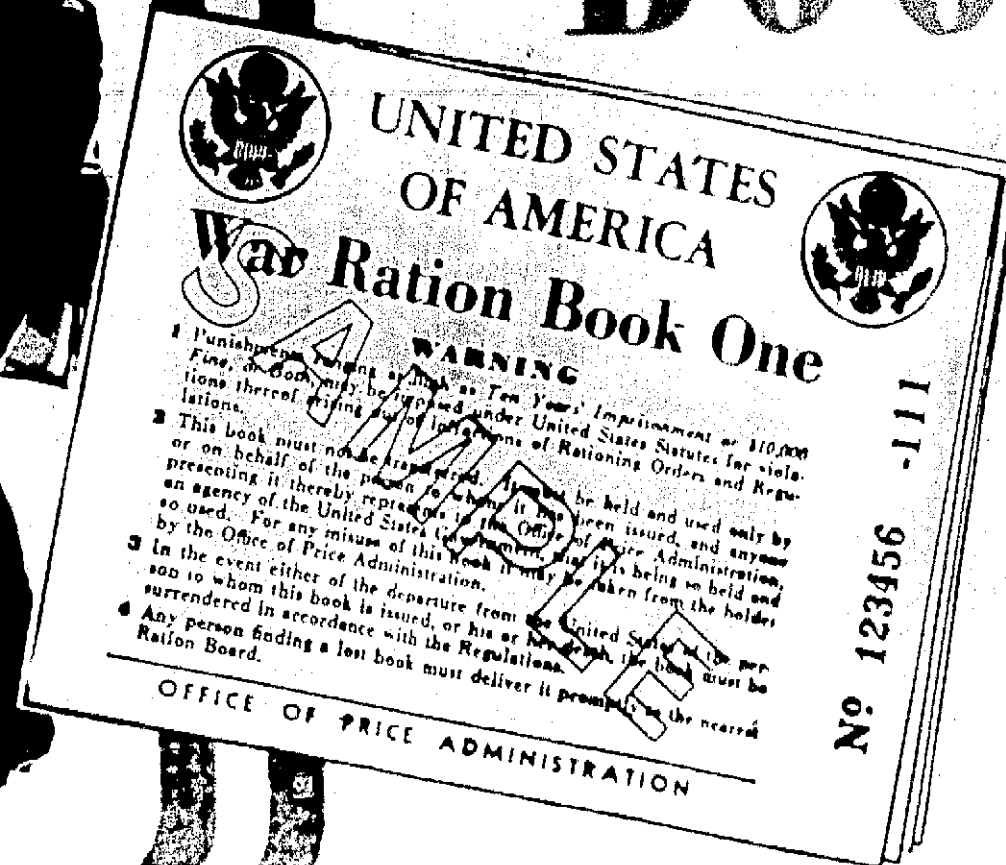 BOO
UNITED STATES
OF AMERICA
War Ration Book One
WARNING
1 Punishments ranging as high as Ten Years' Imprisonment or $10,000
Fine, or Both, may be imposed under United States Statutes for viola-
tions thereof arising out of infractions of Rationing Orders and Regu-
lations.
2 This book must not be transferred. It must be held and used only by
or on behalf of the person to whom it has been issued, and anyone
presenting it thereby represents to the Office of Price Administration,
an agency of the United States Government, that it is being so held and
so used. For any misuse of this book it may be taken from the holder
by the Office of Price Administration.
3 In the event either of the departure from the United States of the per-
son to whom this book is issued, or his or her death, the book must be
surrendered in accordance with the Regulations.
4 Any person finding a lost book must deliver it promptly to the nearest
Ration Board.
OFFICE OF PRICE ADMINISTRATION
No 123456 -111
SAMPLE